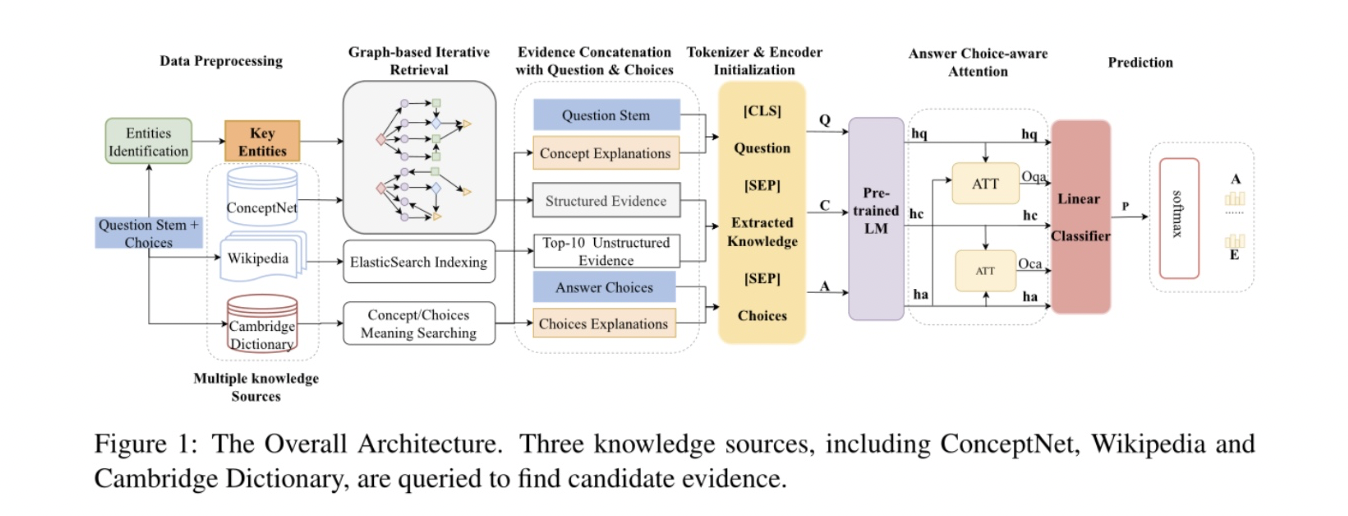 Data Preprocessing
Graph-based Iterative
Retrieval
Evidence Concatenation
with Question & Choices
Tokenizer & Encoder
Initialization
Answer Choice-aware
Attention
Prediction
Entities
Identification
Key
Entities
ConceptNet
Question Stem +
Choices
Wikipedia
Cambridge
Dictionary
Multiple knowledge
Sources
ElasticSearch Indexing
Concept/Choices
Meaning Searching
Question Stem
Concept Explanations
Structured Evidence
Top-10 Unstructured
Evidence
Answer Choices
Choices Explanations
[CLS]
Question
[SEP]
Extracted
Knowledge
[SEP]
Choices
Q
C
A
Pre-
trained
LM
hq
hq
ATT
Oqa
hc
hc
ATT
Oca
ha
ha
Linear
Classifier
P
softmax
A
......
E
Figure 1: The Overall Architecture. Three knowledge sources, including ConceptNet, Wikipedia and
Cambridge Dictionary, are queried to find candidate evidence.